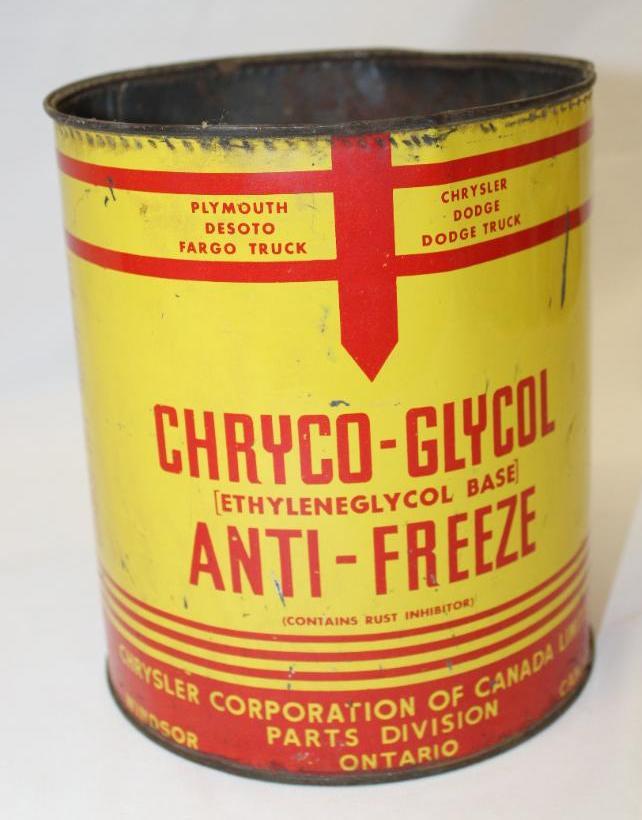 PLYMOUTH
DESOTO
FARGO TRUCK
CHRYSLER
DODGE
DODGE TRUCK
CHRYCO-GLYCOL
[ETHYLENEGLYCOL BASE]
ANTI-FREEZE
(CONTAINS RUST INHIBITOR)
CHRYSLER CORPORATION OF CANADA
PARTS DIVISION
WINDSOR ONTARIO